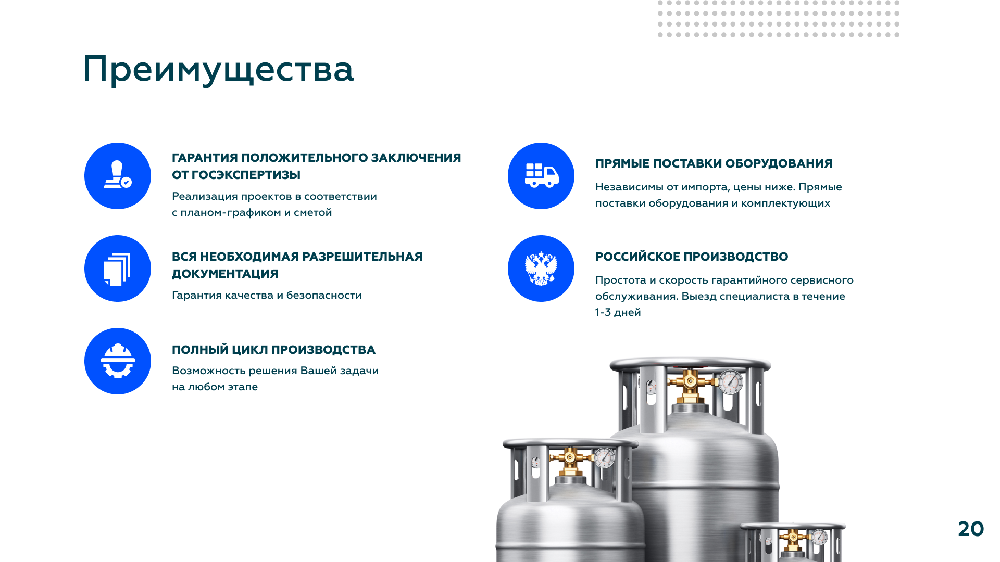 Преимущества
ГАРАНТИЯ ПОЛОЖИТЕЛЬНОГО ЗАКЛЮЧЕНИЯ
ОТ ГОСЭКСПЕРТИЗЫ
Реализация проектов в соответствии
с планом-графиком и сметой
ВСЯ НЕОБХОДИМАЯ РАЗРЕШИТЕЛЬНАЯ
ДОКУМЕНТАЦИЯ
Гарантия качества и безопасности
ПОЛНЫЙ ЦИКЛ ПРОИЗВОДСТВА
Возможность решения Вашей задачи
на любом этапе
ПРЯМЫЕ ПОСТАВКИ ОБОРУДОВАНИЯ
Независимы от импорта, цены ниже. Прямые
поставки оборудования и комплектующих
РОССИЙСКОЕ ПРОИЗВОДСТВО
Простота и скорость гарантийного сервисного
обслуживания. Выезд специалиста в течение
1-3 дней
20